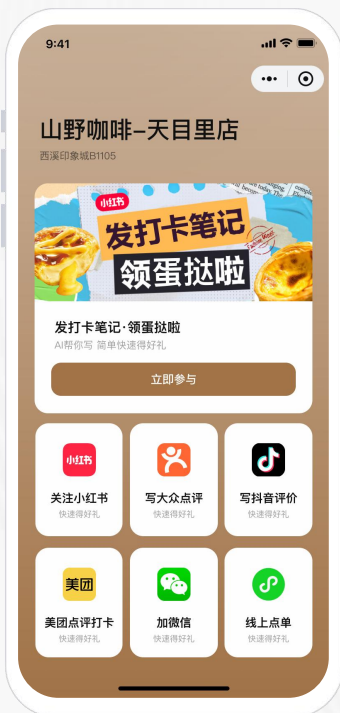 9:41
山野咖啡–天目里店
西溪印象城B1105
小红书
发打卡笔记
领蛋挞啦
发打卡笔记·领蛋挞啦
AI帮你写 简单快速得好礼
立即参与
小红书
关注小红书
快速得好礼
写大众点评
快速得好礼
写抖音评价
快速得好礼
美团
美团点评打卡
快速得好礼
加微信
快速得好礼
线上点单
快速得好礼